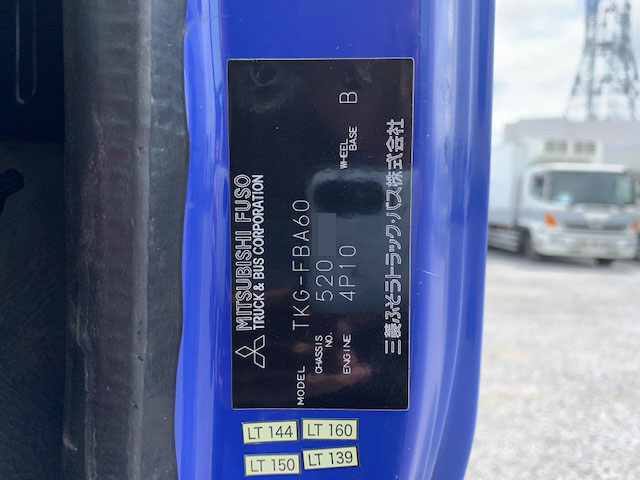 MITSUBISHI FUSO
TRUCK & BUS CORPORATION
MODEL TKG-FBA60
CHASSIS NO. 520
ENGINE 4P10 WHEEL BASE B
三菱ふそうトラック・バス株式会社
LT 144 LT 160
LT 150 LT 139